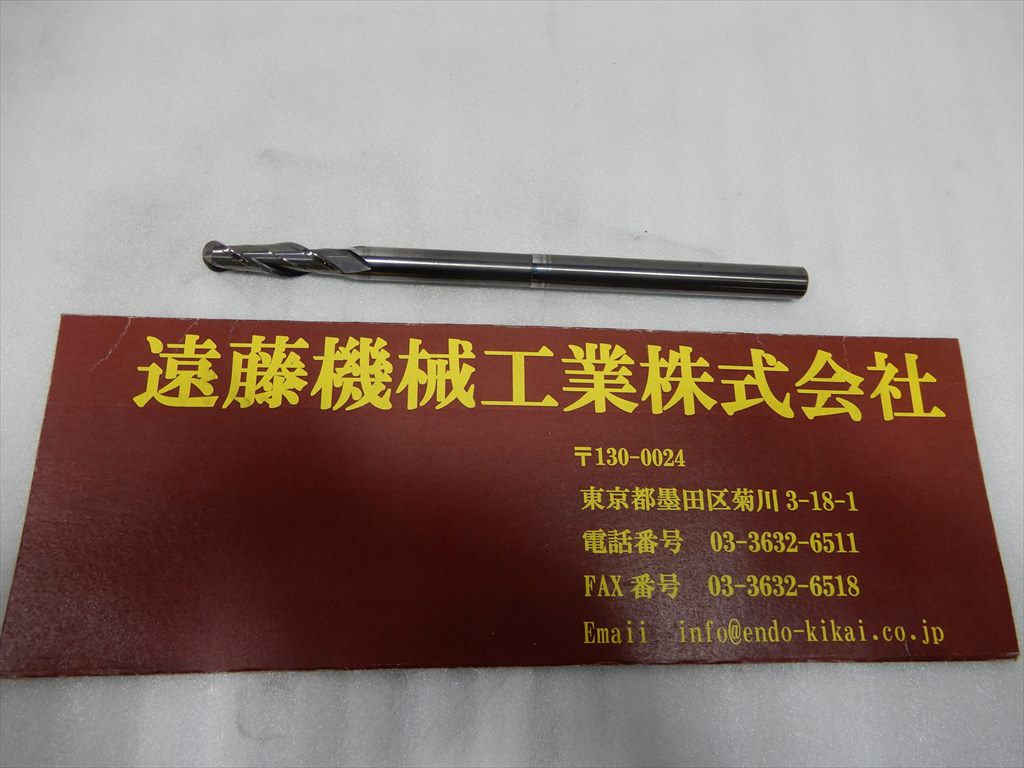 遠藤機械工業株式会社
〒130-0024
東京都墨田区菊川 3-18-1
電話番号 03-3632-6511
FAX 番号 03-3632-6518
Emaii info@endo-kikai.co.jp